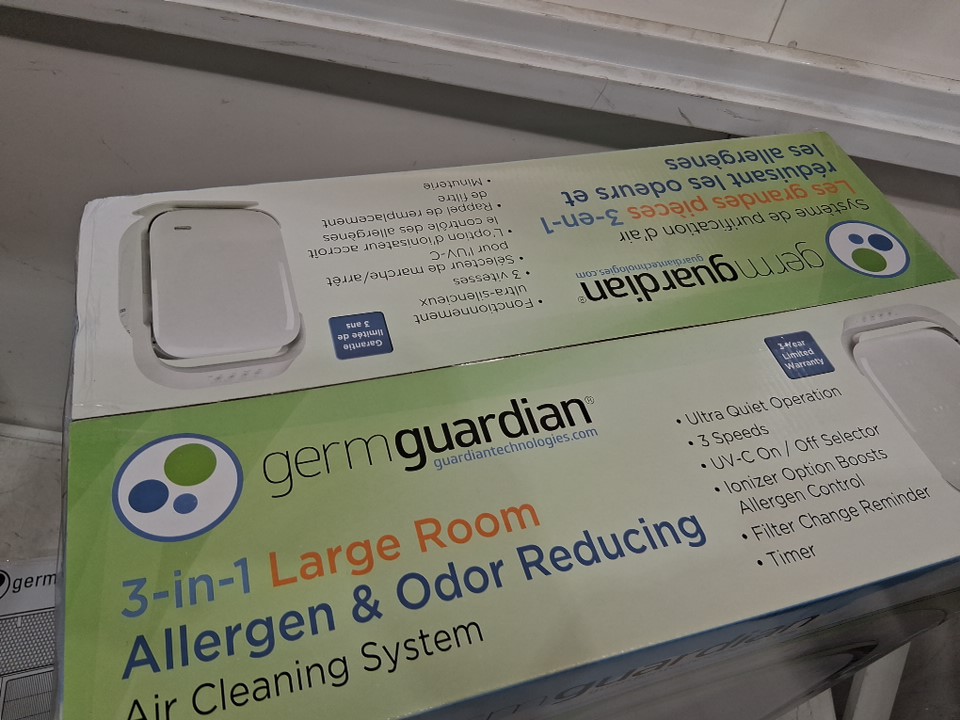 germguardian®
guardiantechnologies.com
3-in-1 Large Room
Allergen & Odor Reducing
Air Cleaning System
3-Year
Limited
Warranty
• Ultra Quiet Operation
• 3 Speeds
• UV-C On / Off Selector
• Ionizer Option Boosts
Allergen Control
• Filter Change Reminder
• Timer
germguardian®
guardiantechnologies.com
Système de purification d'air
Les grandes pièces 3-en-1
réduisant les odeurs et
les allergènes
Garantie
limitée de
3 ans
• Fonctionnement
ultra-silencieux
• 3 vitesses
• Sélecteur de marche/arrêt
pour l'UV-C
• L'option d'ionisateur accroît
le contrôle des allergènes
• Rappel de remplacement
de filtre
• Minuterie
germguardian
germ